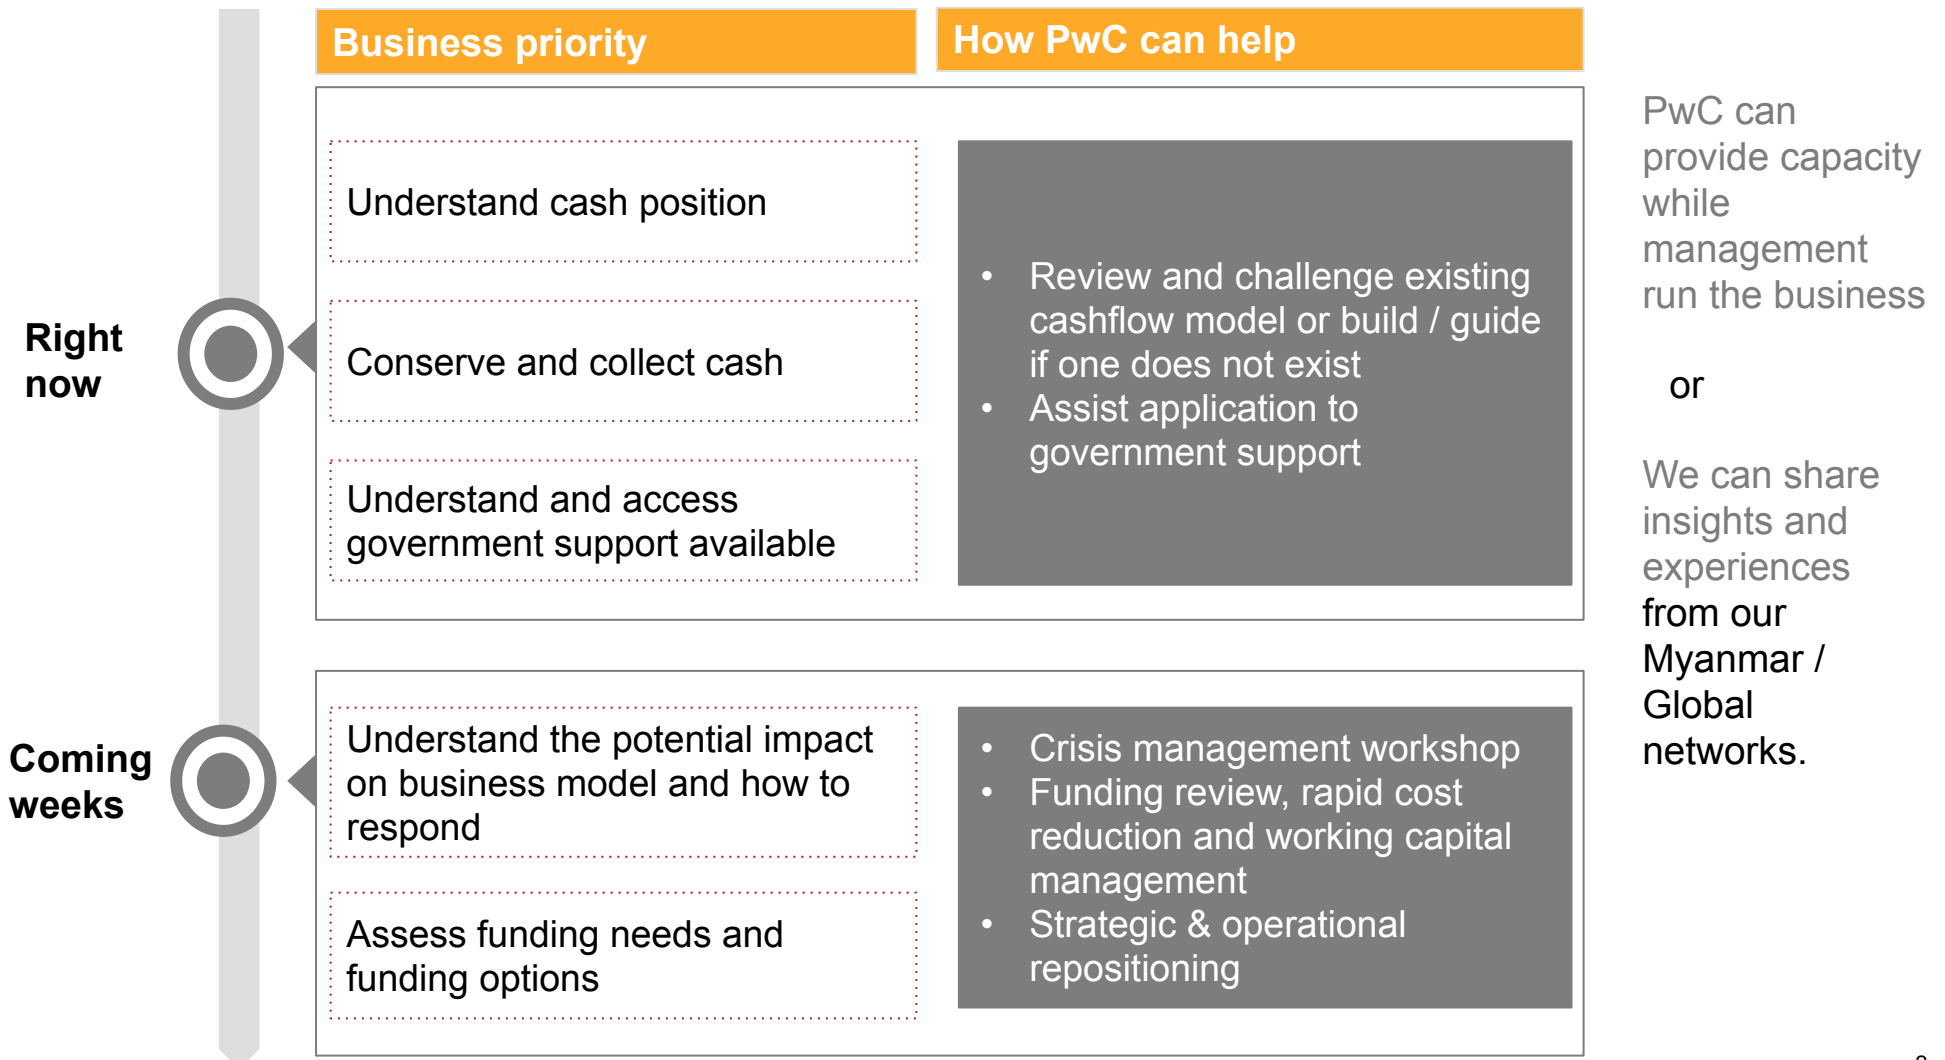 Business priority
How PwC can help
Right
now
Understand cash position
Conserve and collect cash
Understand and access
government support available
• Review and challenge existing
cashflow model or build / guide
if one does not exist
• Assist application to
government support
Coming
weeks
Understand the potential impact
on business model and how to
respond
Assess funding needs and
funding options
• Crisis management workshop
• Funding review, rapid cost
reduction and working capital
management
• Strategic & operational
repositioning
PwC can
provide capacity
while
management
run the business
or
We can share
insights and
experiences
from our
Myanmar /
Global
networks.